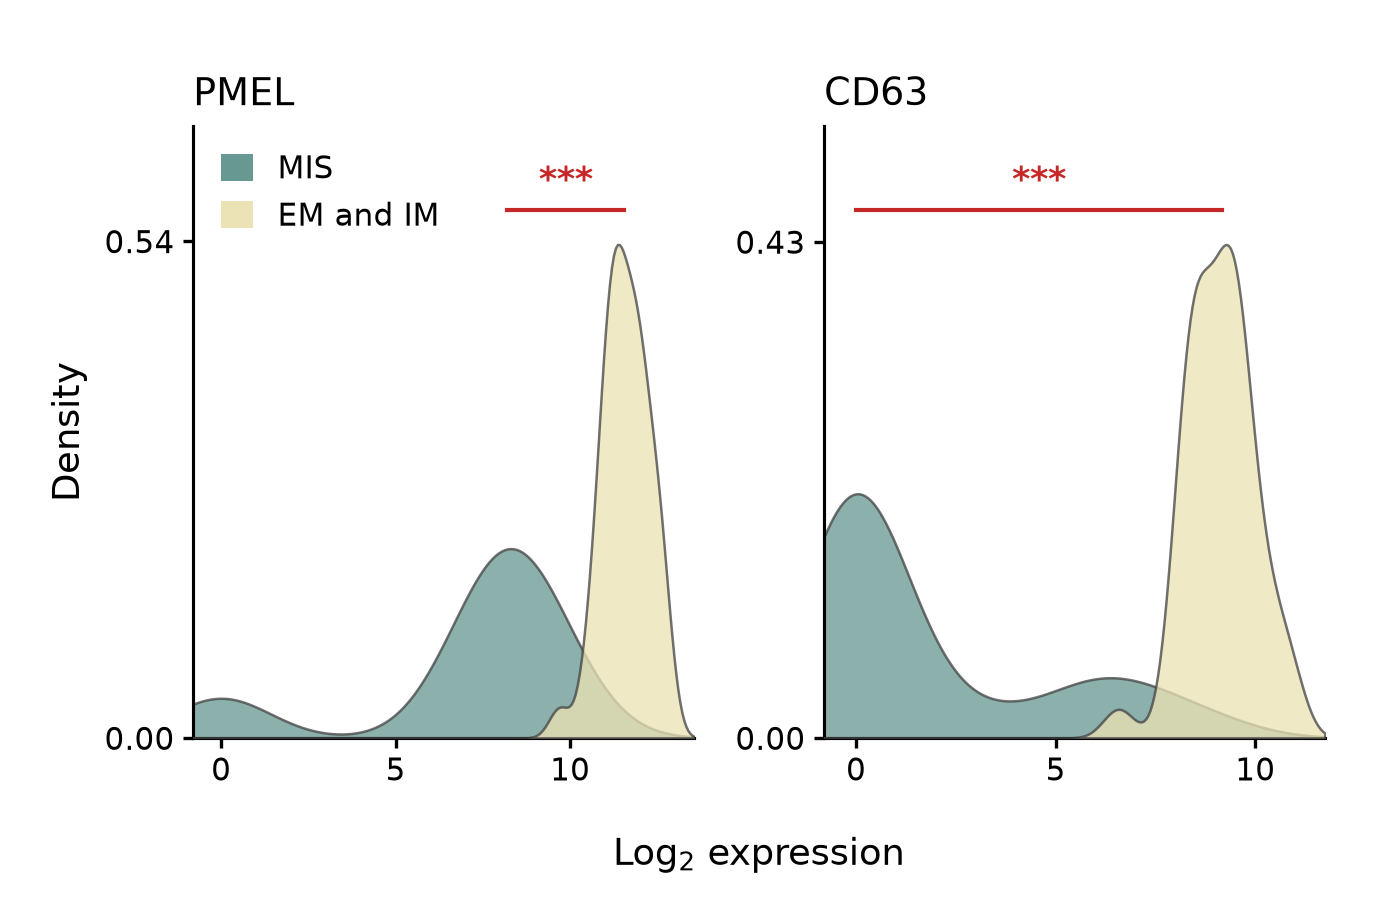 PMEL
MIS
EM and IM
***
0.54
0.00
0
5
10
CD63
***
0.43
0.00
0
5
10
Density
Log₂ expression